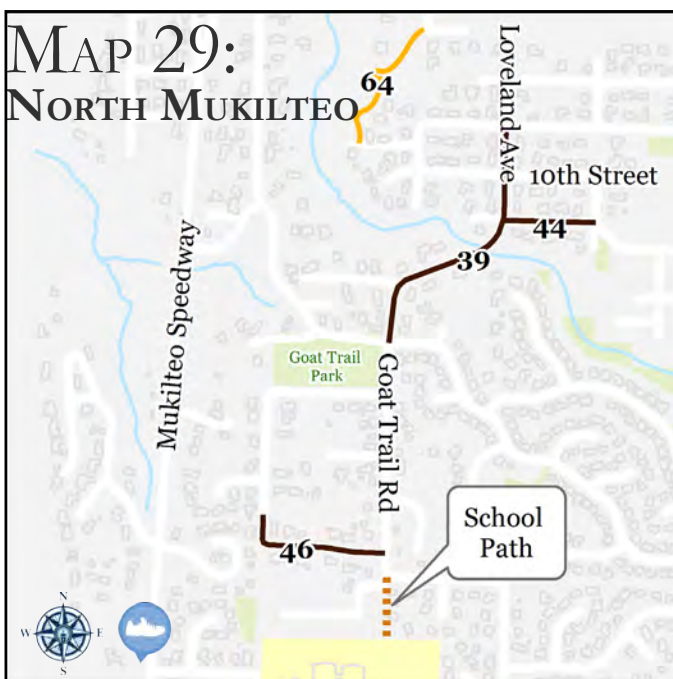 MAP 29:
NORTH MUKILTEO
64
Loveland Ave
10th Street
44
39
Mukilteo Speedway
Goat Trail
Park
Goat Trail Rd
School
Path
46
N
W
E
S